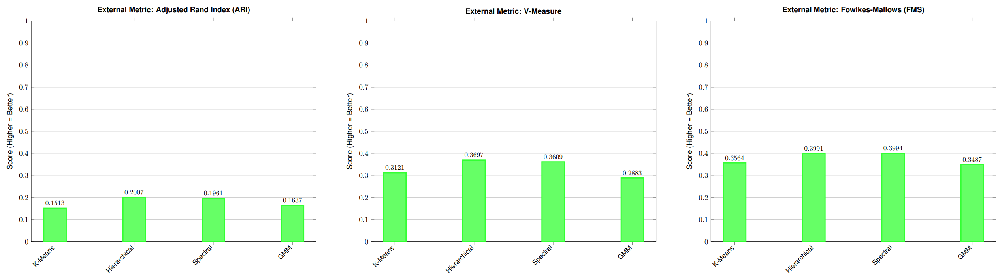 External Metric: Adjusted Rand Index (ARI)
Score (Higher = Better)
1
0.9
0.8
0.7
0.6
0.5
0.4
0.3
0.2
0.1
0
0.1513
0.2007
0.1961
0.1637
K-Means
Hierarchical
Spectral
GMM
External Metric: V-Measure
Score (Higher = Better)
1
0.9
0.8
0.7
0.6
0.5
0.4
0.3
0.2
0.1
0
0.3121
0.3697
0.3609
0.2883
K-Means
Hierarchical
Spectral
GMM
External Metric: Fowlkes-Mallows (FMS)
Score (Higher = Better)
1
0.9
0.8
0.7
0.6
0.5
0.4
0.3
0.2
0.1
0
0.3564
0.3991
0.3994
0.3487
K-Means
Hierarchical
Spectral
GMM